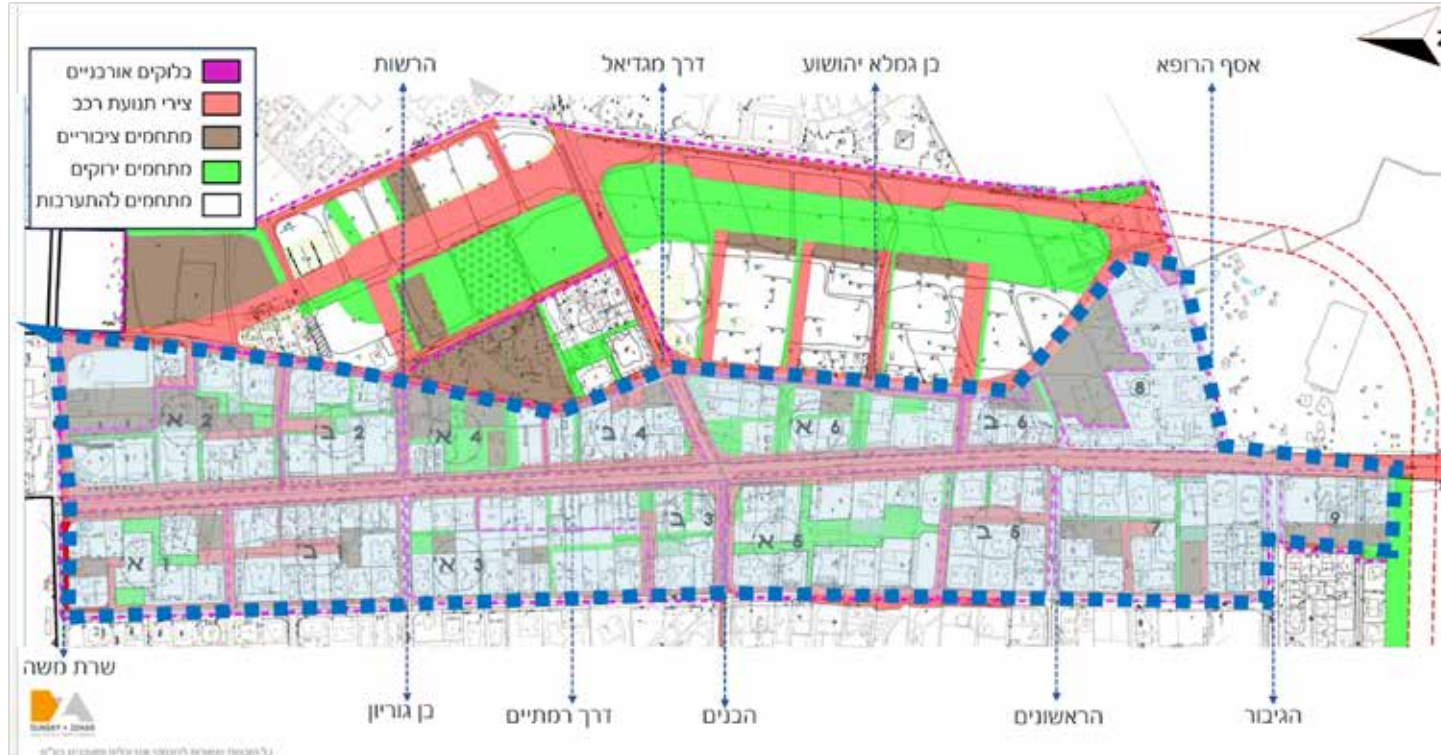 בלוקים אורבניים
צירי תנועת רכב
מתחמים ציבוריים
מתחמים ירוקים
מתחמים להתערבות
הרשות
דרך מגדיאל
בן גמלא יהושוע
אסף הרופא
2 א
2 ב
4 א
4 ב
6 א
6 ב
8
1 א
1 ב
3 א
3 ב
5 א
5 ב
7
9
שרת משה
בן גוריון
דרך רמתיים
הבנים
הראשונים
הגיבור